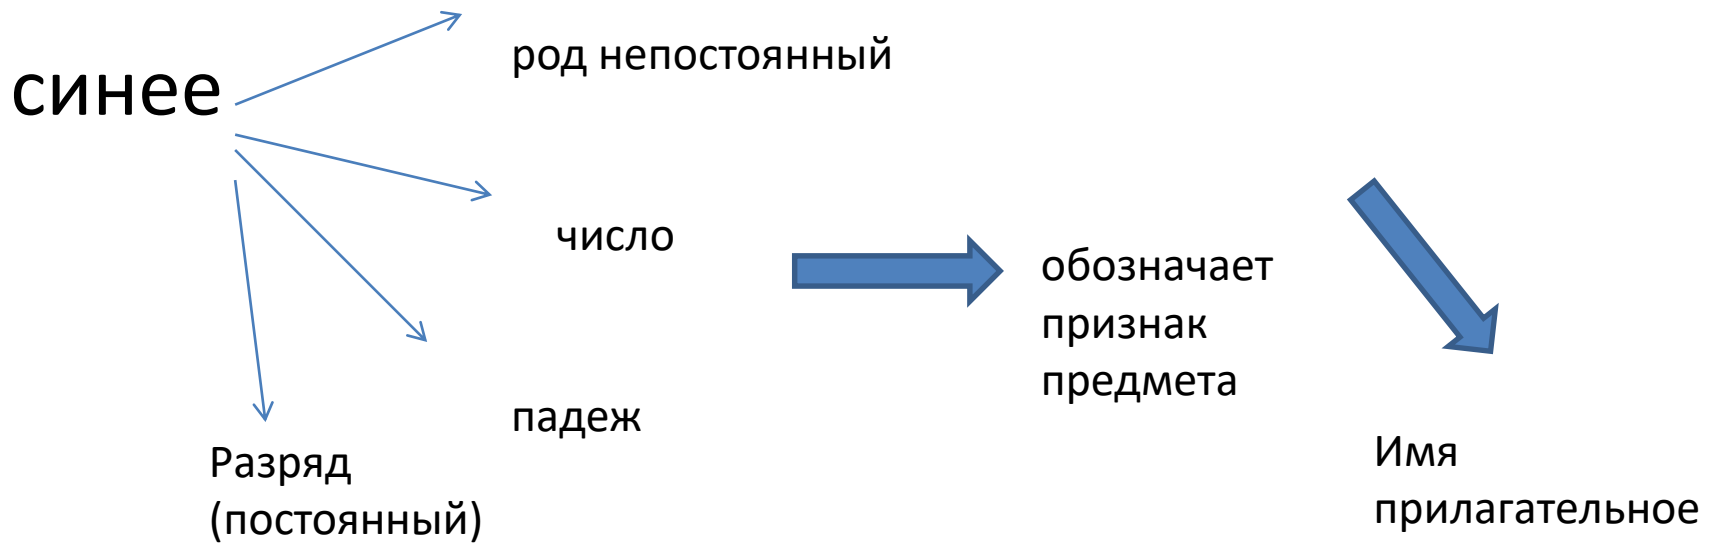 синее
род непостоянный
число
падеж
Разряд
(постоянный)
обозначает
признак
предмета
Имя
прилагательное